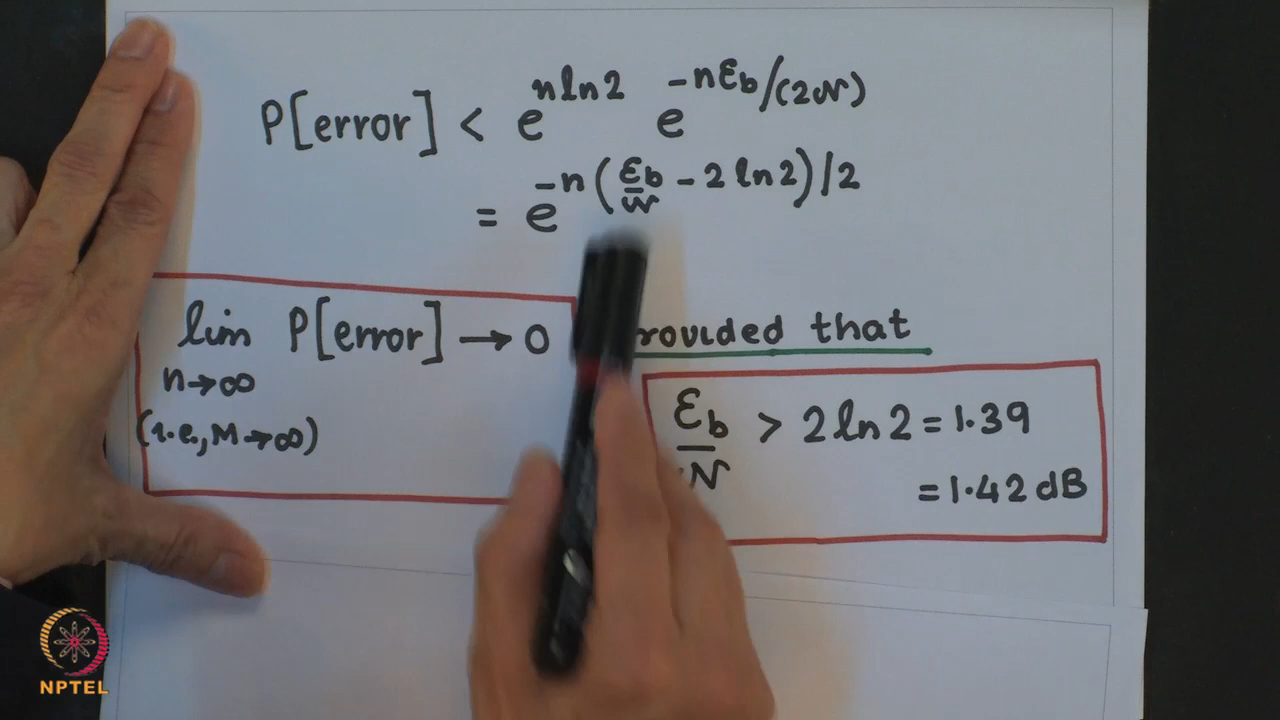 P[error] < e^{n ln 2} e^{-nℰb/(2𝒩)}
= e^{-n(ℰb/𝒩 - 2 ln 2)/2}
lim P[error] → 0 that
n→∞
(i.e., M→∞)
ℰb/𝒩 > 2 ln 2 = 1.39
= 1.42 dB
NPTEL